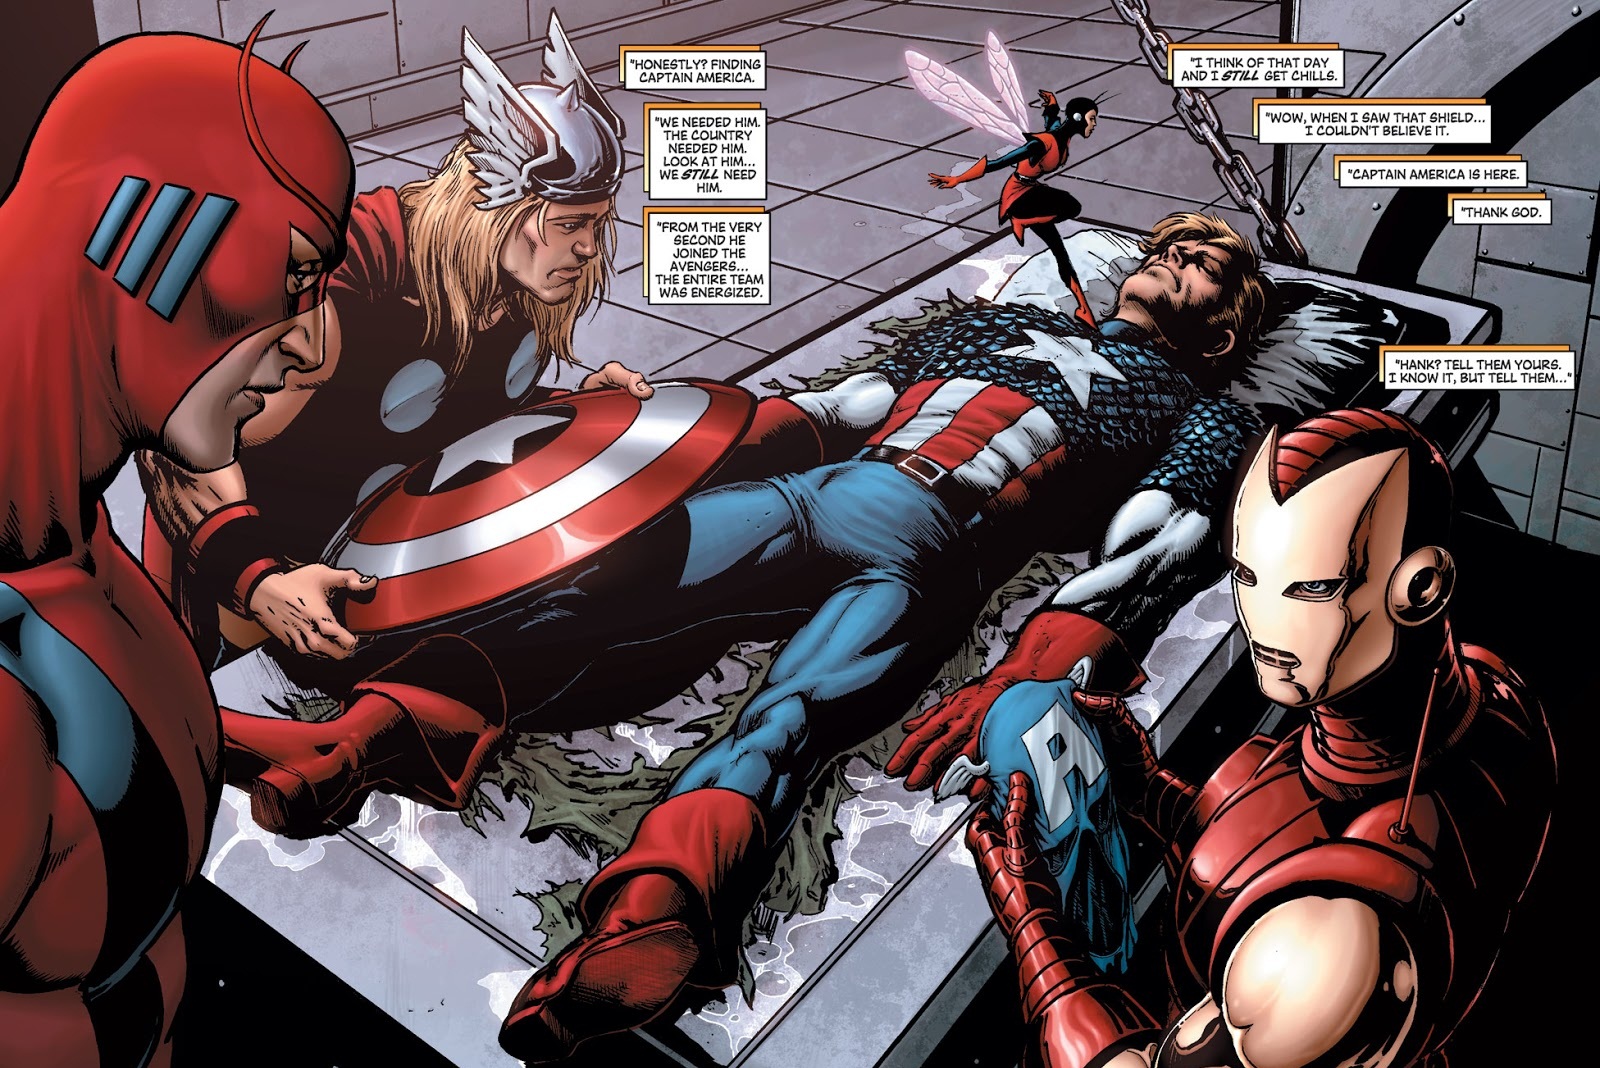 "HONESTLY? FINDING
CAPTAIN AMERICA.
"WE NEEDED HIM.
THE COUNTRY
NEEDED HIM.
LOOK AT HIM...
WE STILL NEED
HIM.
"FROM THE VERY
SECOND HE
JOINED THE
AVENGERS...
THE ENTIRE TEAM
WAS ENERGIZED.
"I THINK OF THAT DAY
AND I STILL GET CHILLS.
"WOW, WHEN I SAW THAT SHIELD...
I COULDN'T BELIEVE IT.
"CAPTAIN AMERICA IS HERE.
"THANK GOD.
"HANK? TELL THEM YOURS.
I KNOW IT, BUT TELL THEM..."
A